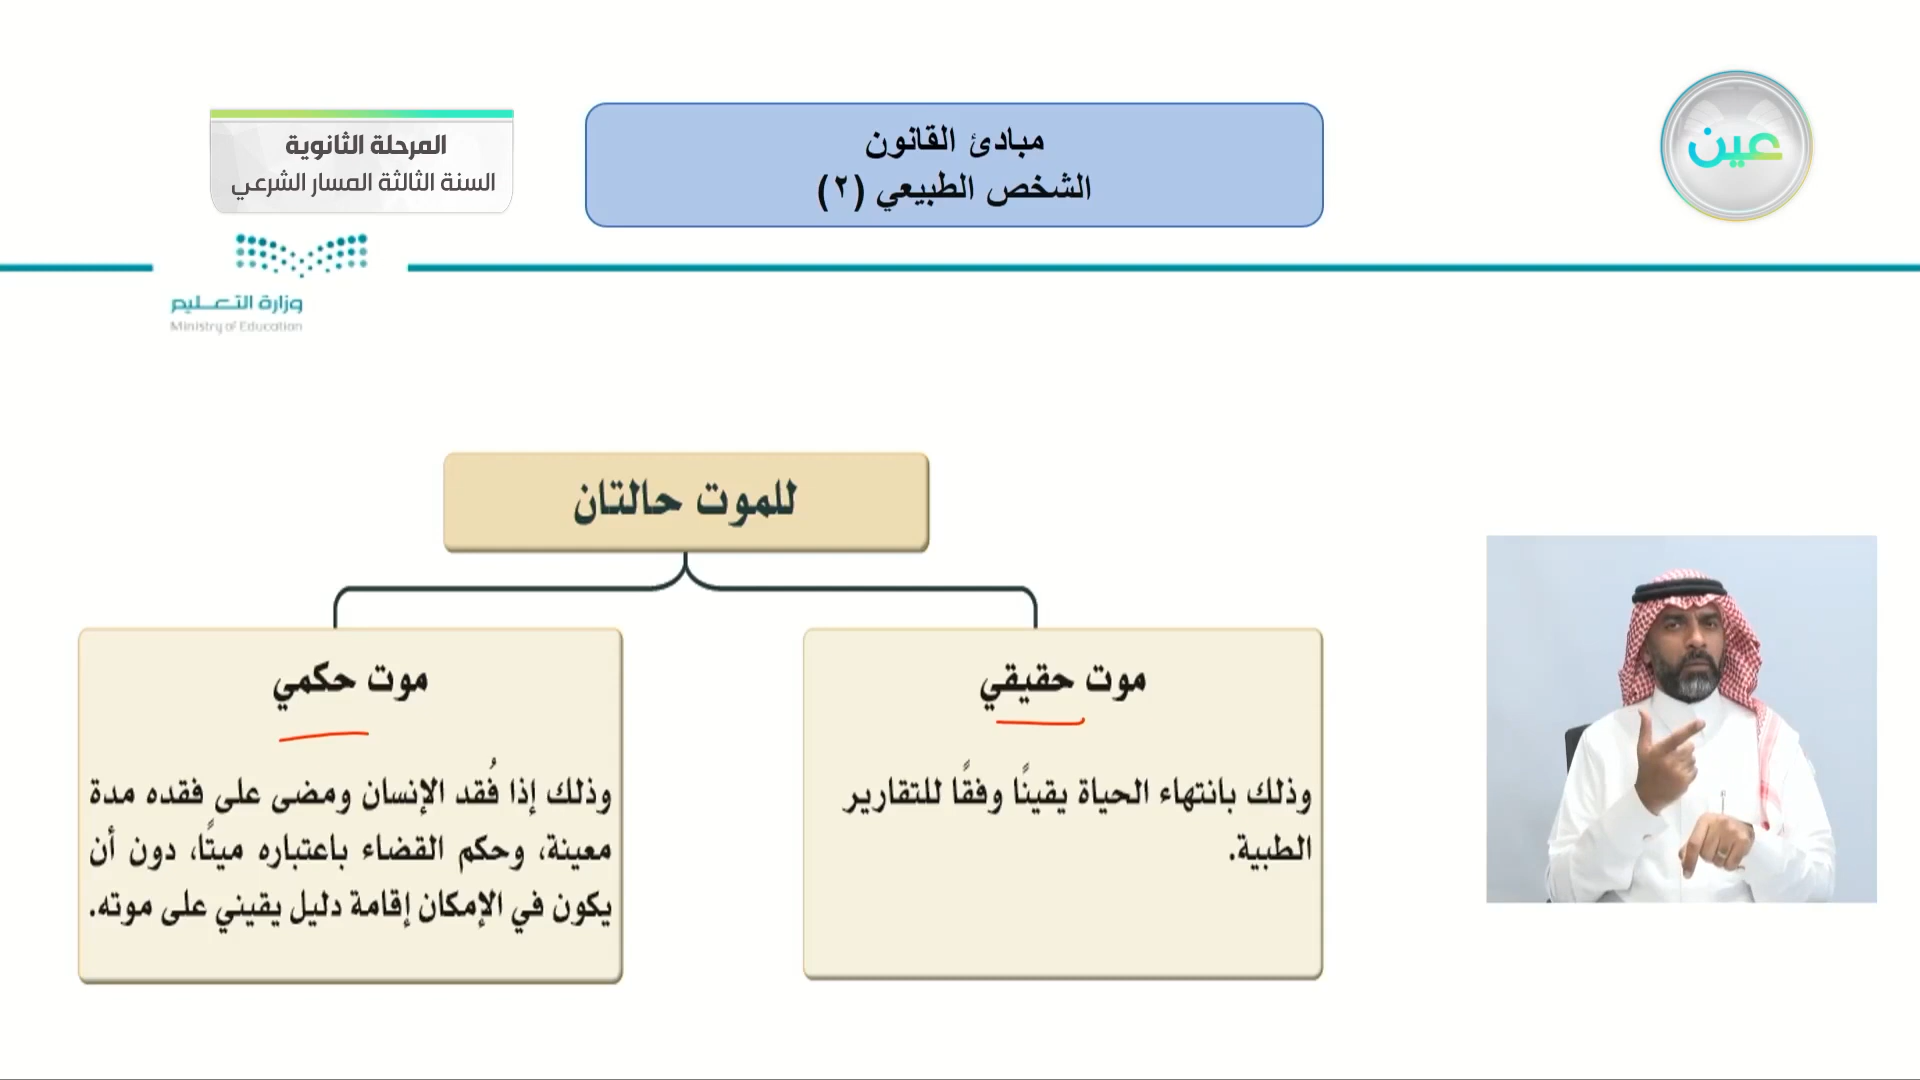 عين
مبادئ القانون
الشخص الطبيعي (٢)
المرحلة الثانوية
السنة الثالثة المسار الشرعي
وزارة التعـــليم
Ministry of Education
للموت حالتان
موت حقيقي
وذلك بانتهاء الحياة يقينًا وفقًا للتقارير
الطبية.
موت حكمي
وذلك إذا فُقد الإنسان ومضى على فقده مدة
معينة، وحكم القضاء باعتباره ميتًا، دون أن
يكون في الإمكان إقامة دليل يقيني على موته.